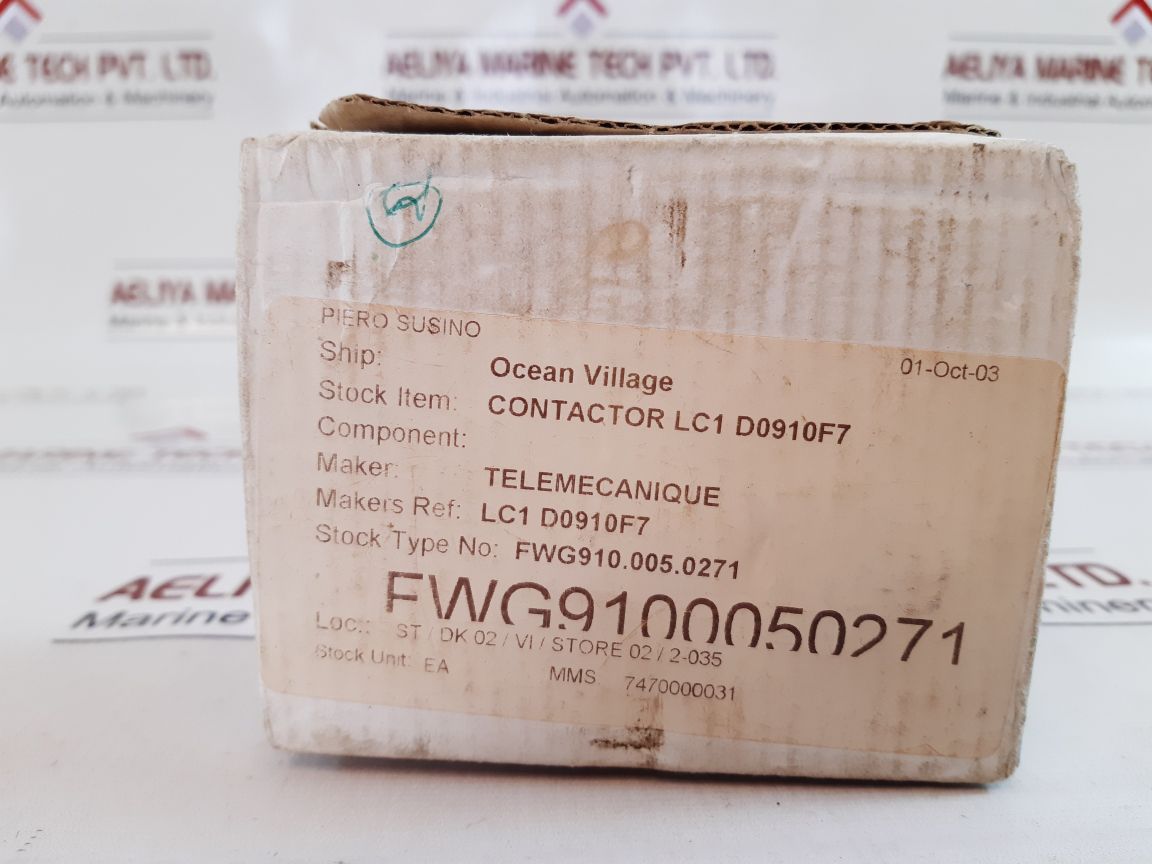 AELIYA MARINE TECH PVT. LTD.
PIERO SUSINO
01-Oct-03
Ship: Ocean Village
Stock Item: CONTACTOR LC1 D0910F7
Component:
Maker: TELEMECANIQUE
Makers Ref: LC1 D0910F7
Stock Type No: FWG910.005.0271
FWG9100050271
Loc.: ST / DK 02 / VI / STORE 02 / 2-035
Stock Unit: EA MMS 7470000031